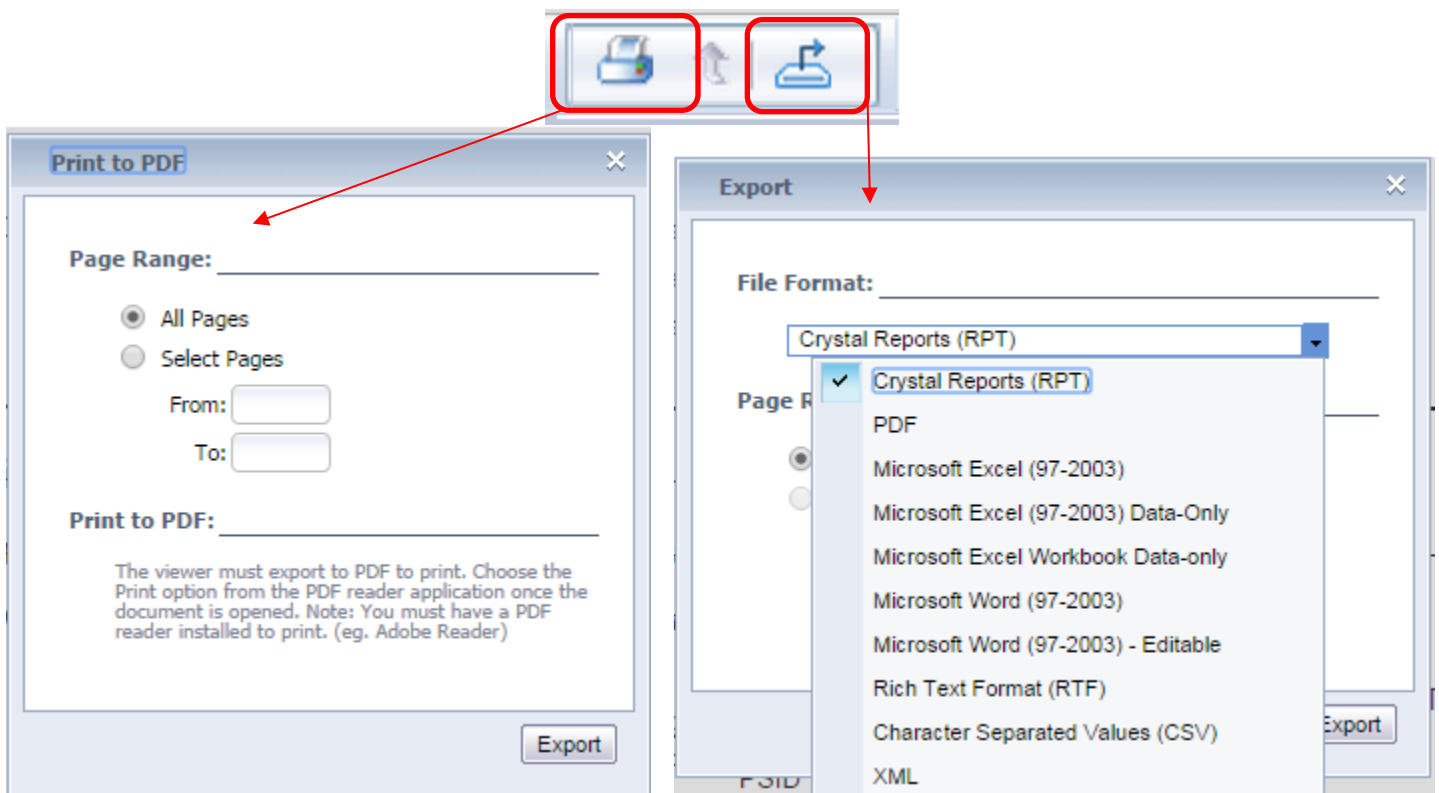 Print to PDF
Page Range:
All Pages
Select Pages
From:
To:
Print to PDF:
The viewer must export to PDF to print. Choose the
Print option from the PDF reader application once the
document is opened. Note: You must have a PDF
reader installed to print. (eg. Adobe Reader)
Export
Export
File Format:
Crystal Reports (RPT)
Crystal Reports (RPT)
Page R
PDF
Microsoft Excel (97-2003)
Microsoft Excel (97-2003) Data-Only
Microsoft Excel Workbook Data-only
Microsoft Word (97-2003)
Microsoft Word (97-2003) - Editable
Rich Text Format (RTF)
Character Separated Values (CSV)
XML
Export